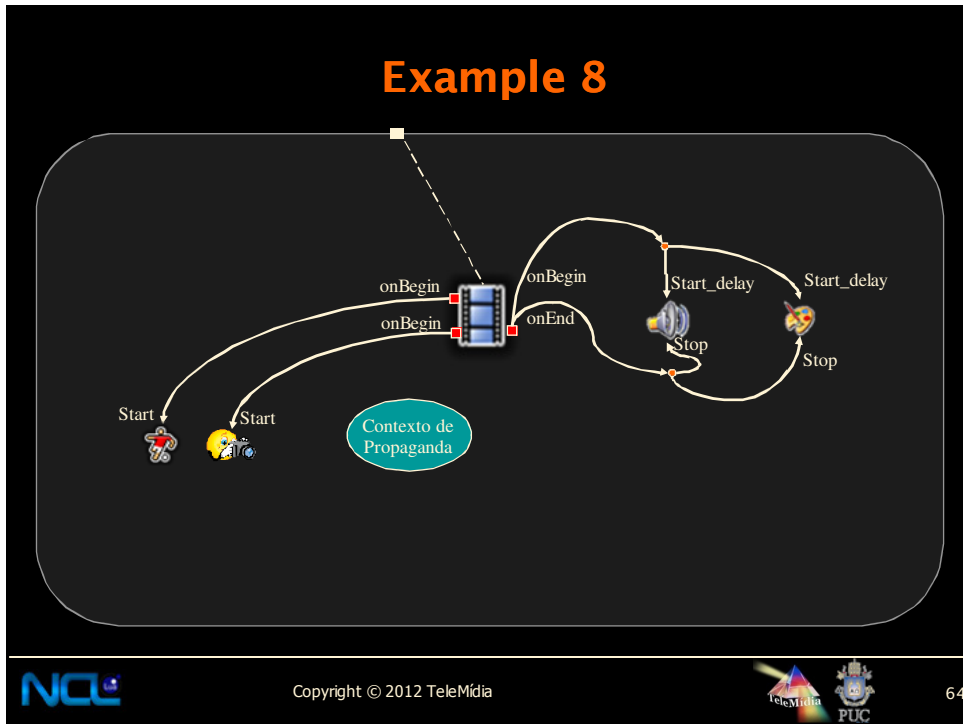 Example 8
onBegin
onBegin
onBegin
onEnd
Start_delay
Start_delay
Stop
Stop
Start
Start
Contexto de
Propaganda
NCL
Copyright © 2012 TeleMídia
TeleMídia
PUC
64